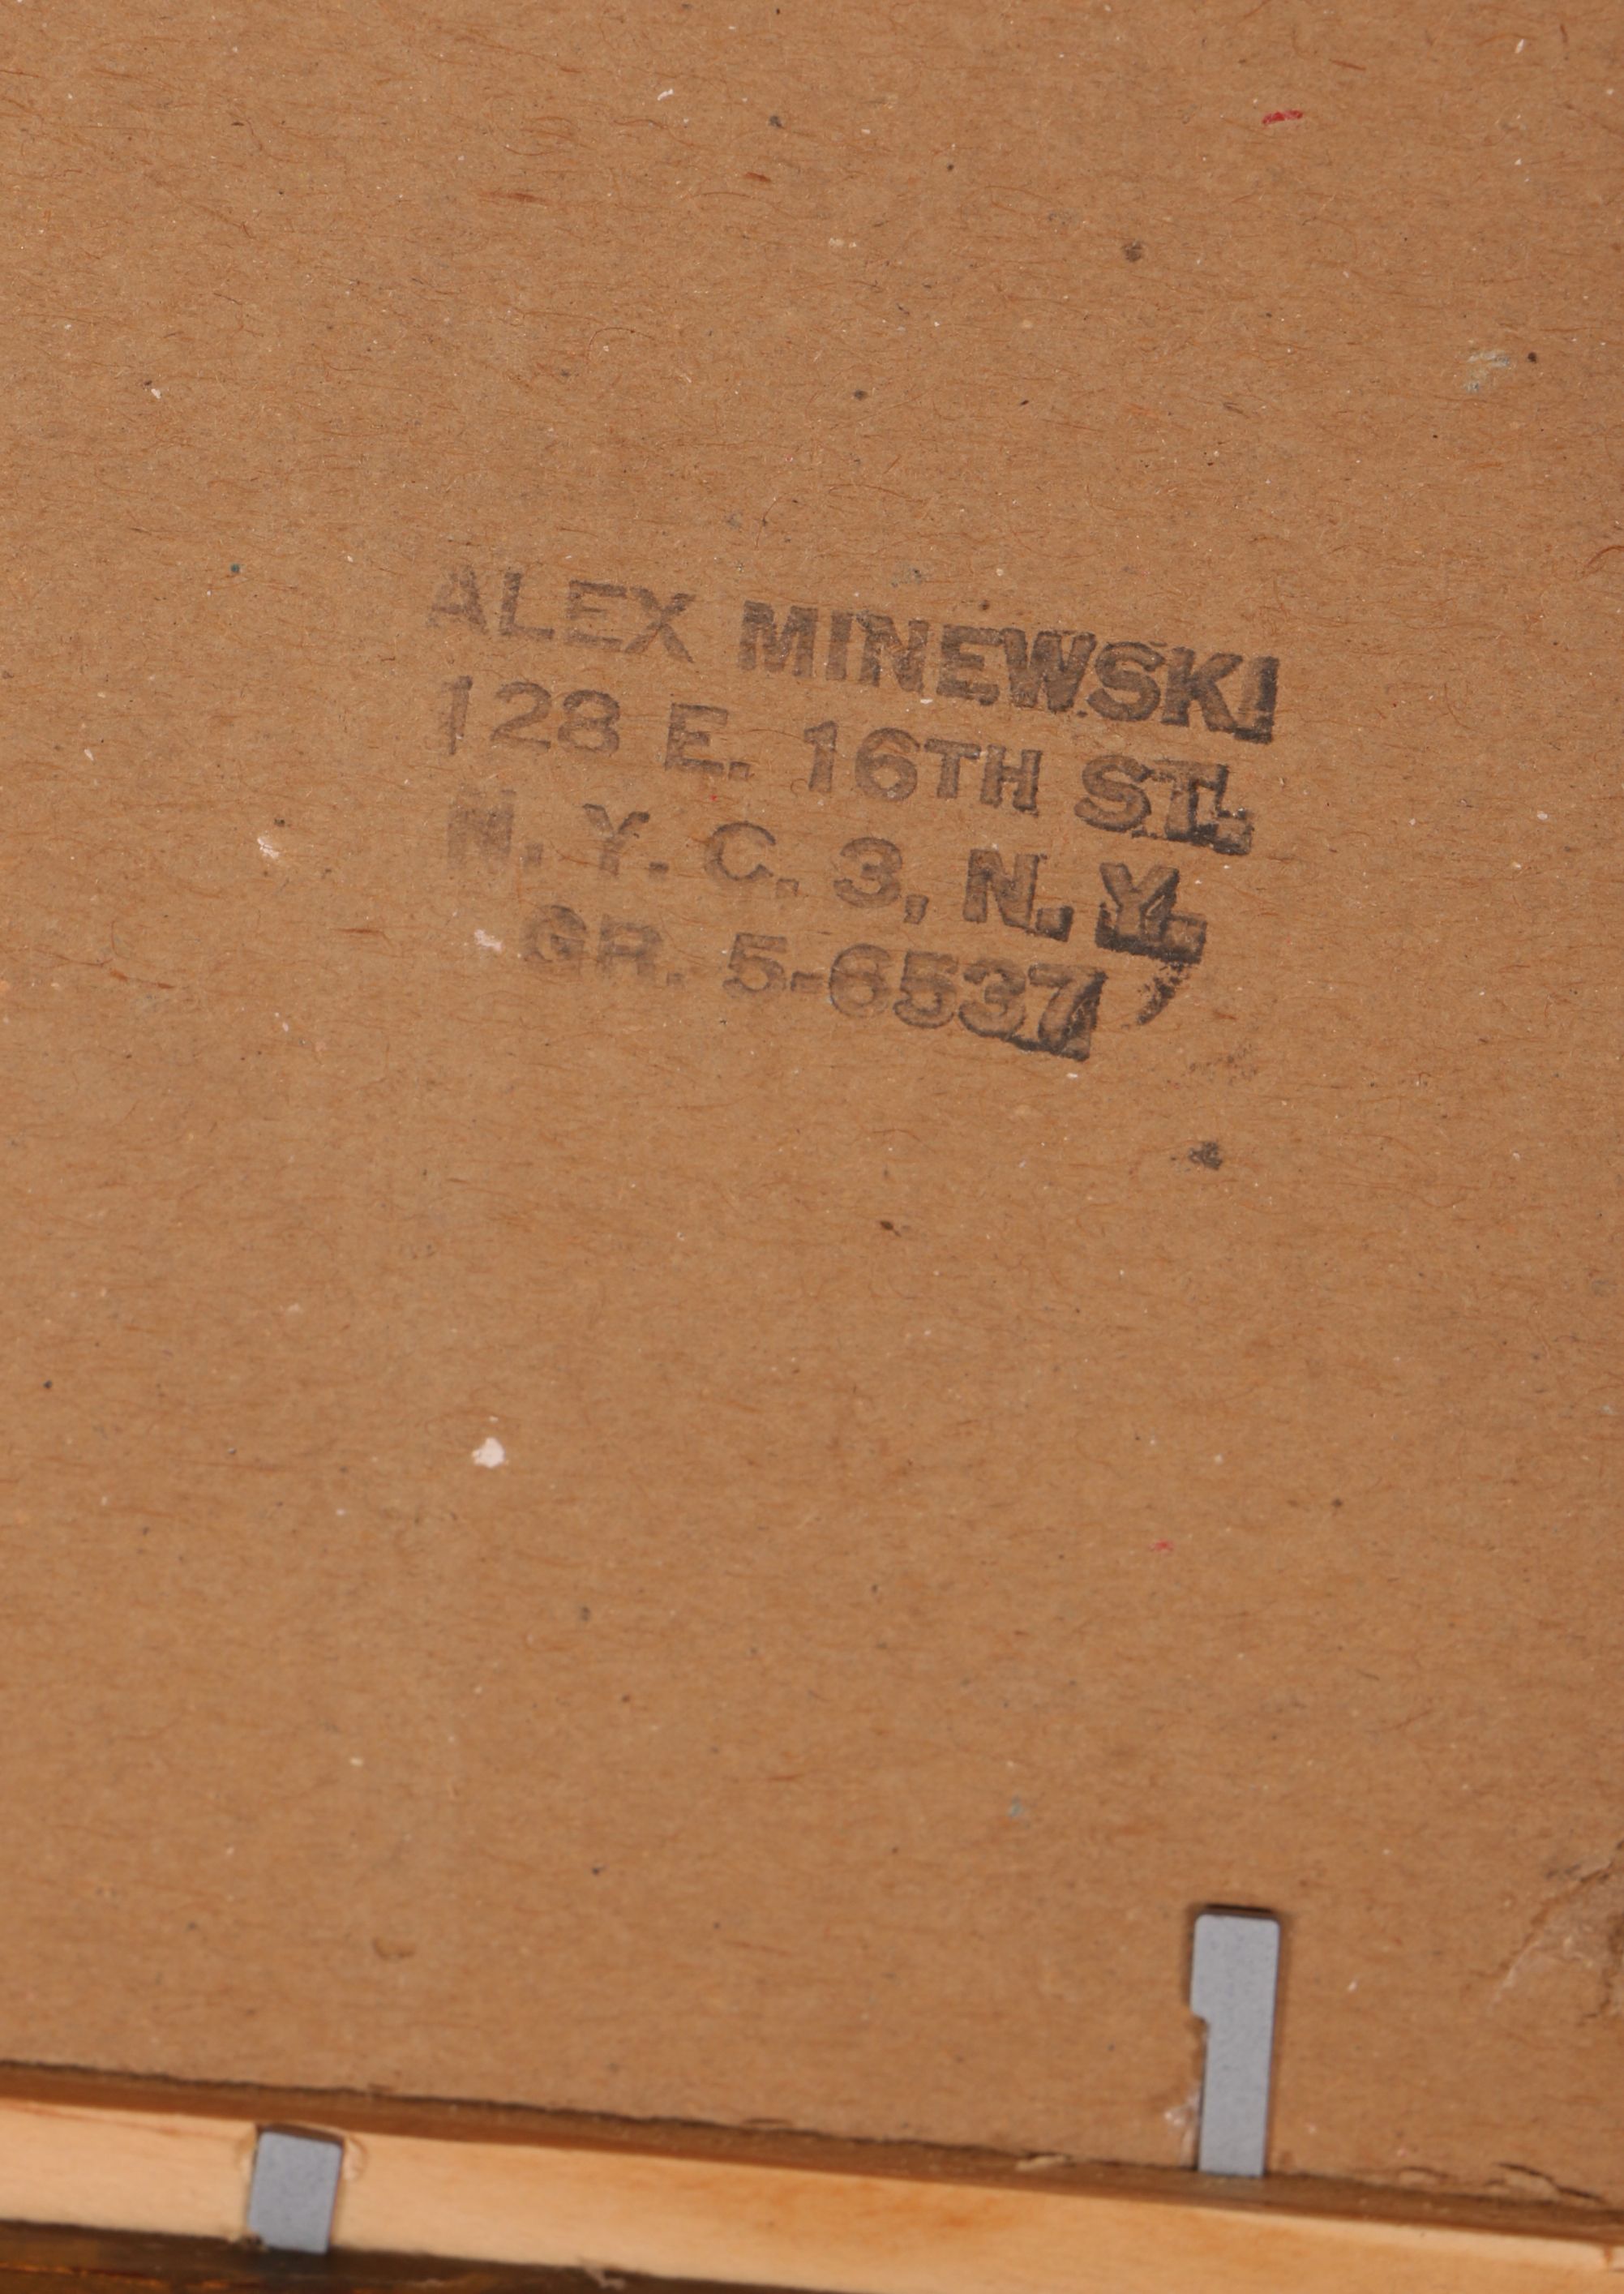 ALEX MINEWSKI
128 E. 16TH ST.
N. Y. C. 3, N. Y.
GR. 5-6537